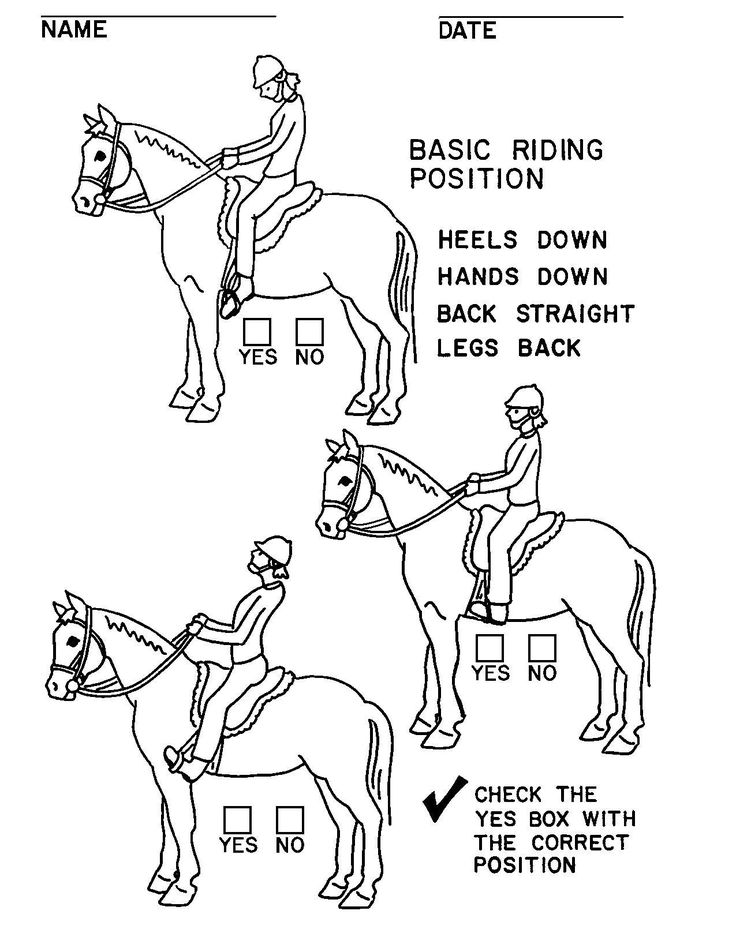 NAME
DATE
BASIC RIDING
POSITION
HEELS DOWN
HANDS DOWN
BACK STRAIGHT
LEGS BACK
YES NO
YES NO
YES NO
CHECK THE
YES BOX WITH
THE CORRECT
POSITION